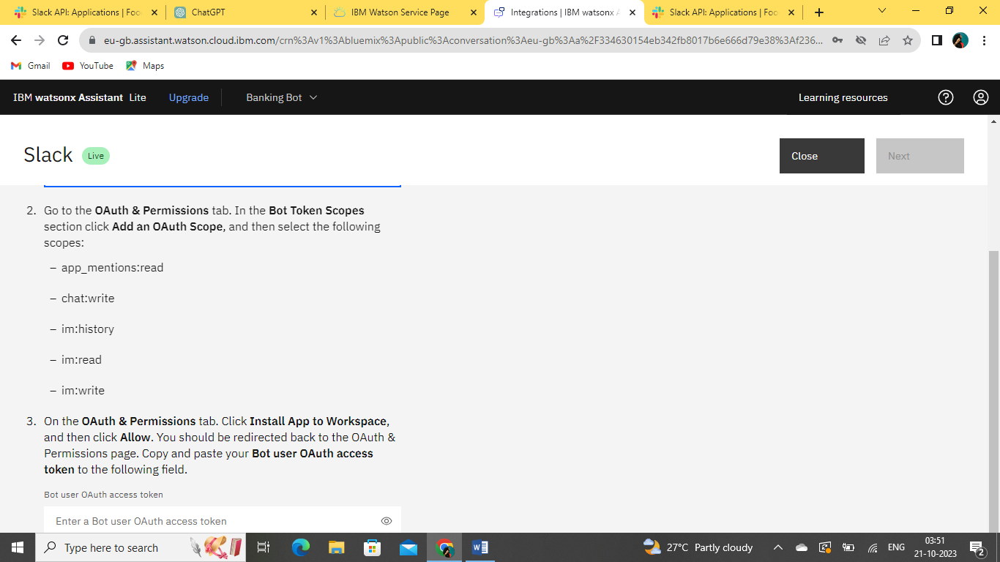 Slack API: Applications | Foo
ChatGPT
IBM Watson Service Page
Integrations | IBM watsonx A
Slack API: Applications | Foo
eu-gb.assistant.watson.cloud.ibm.com/crn%3Av1%3Abluemix%3Apublic%3Aconversation%3Aeu-gb%3Aa%2F334630154eb342fb8017b6e666d79e38%3Af236...
Gmail YouTube Maps
IBM watsonx Assistant Lite Upgrade Banking Bot Learning resources
Slack Live Close Next
2. Go to the OAuth & Permissions tab. In the Bot Token Scopes
section click Add an OAuth Scope, and then select the following
scopes:
– app_mentions:read
– chat:write
– im:history
– im:read
– im:write
3. On the OAuth & Permissions tab. Click Install App to Workspace,
and then click Allow. You should be redirected back to the OAuth &
Permissions page. Copy and paste your Bot user OAuth access
token to the following field.
Bot user OAuth access token
Enter a Bot user OAuth access token
Type here to search
27°C Partly cloudy
ENG
03:51
21-10-2023
2